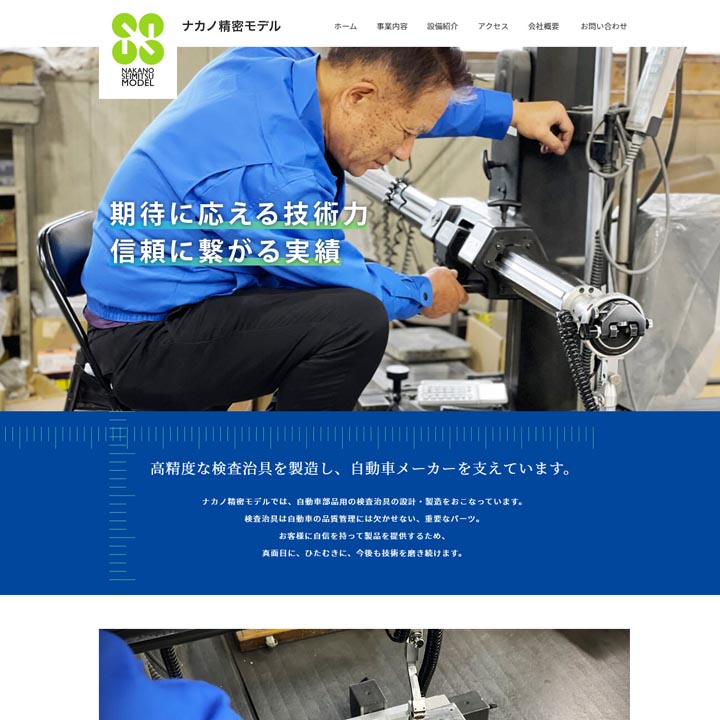 ナカノ精密モデル
ホーム 事業内容 設備紹介 アクセス 会社概要 お問い合わせ
NAKANO
SEIMITSU
MODEL
期待に応える技術力
信頼に繋がる実績
高精度な検査治具を製造し、自動車メーカーを支えています。
ナカノ精密モデルでは、自動車部品用の検査治具の設計・製造をおこなっています。
検査治具は自動車の品質管理には欠かせない、重要なパーツ。
お客様に自信を持って製品を提供するため、
真面目に、ひたむきに、今後も技術を磨き続けます。